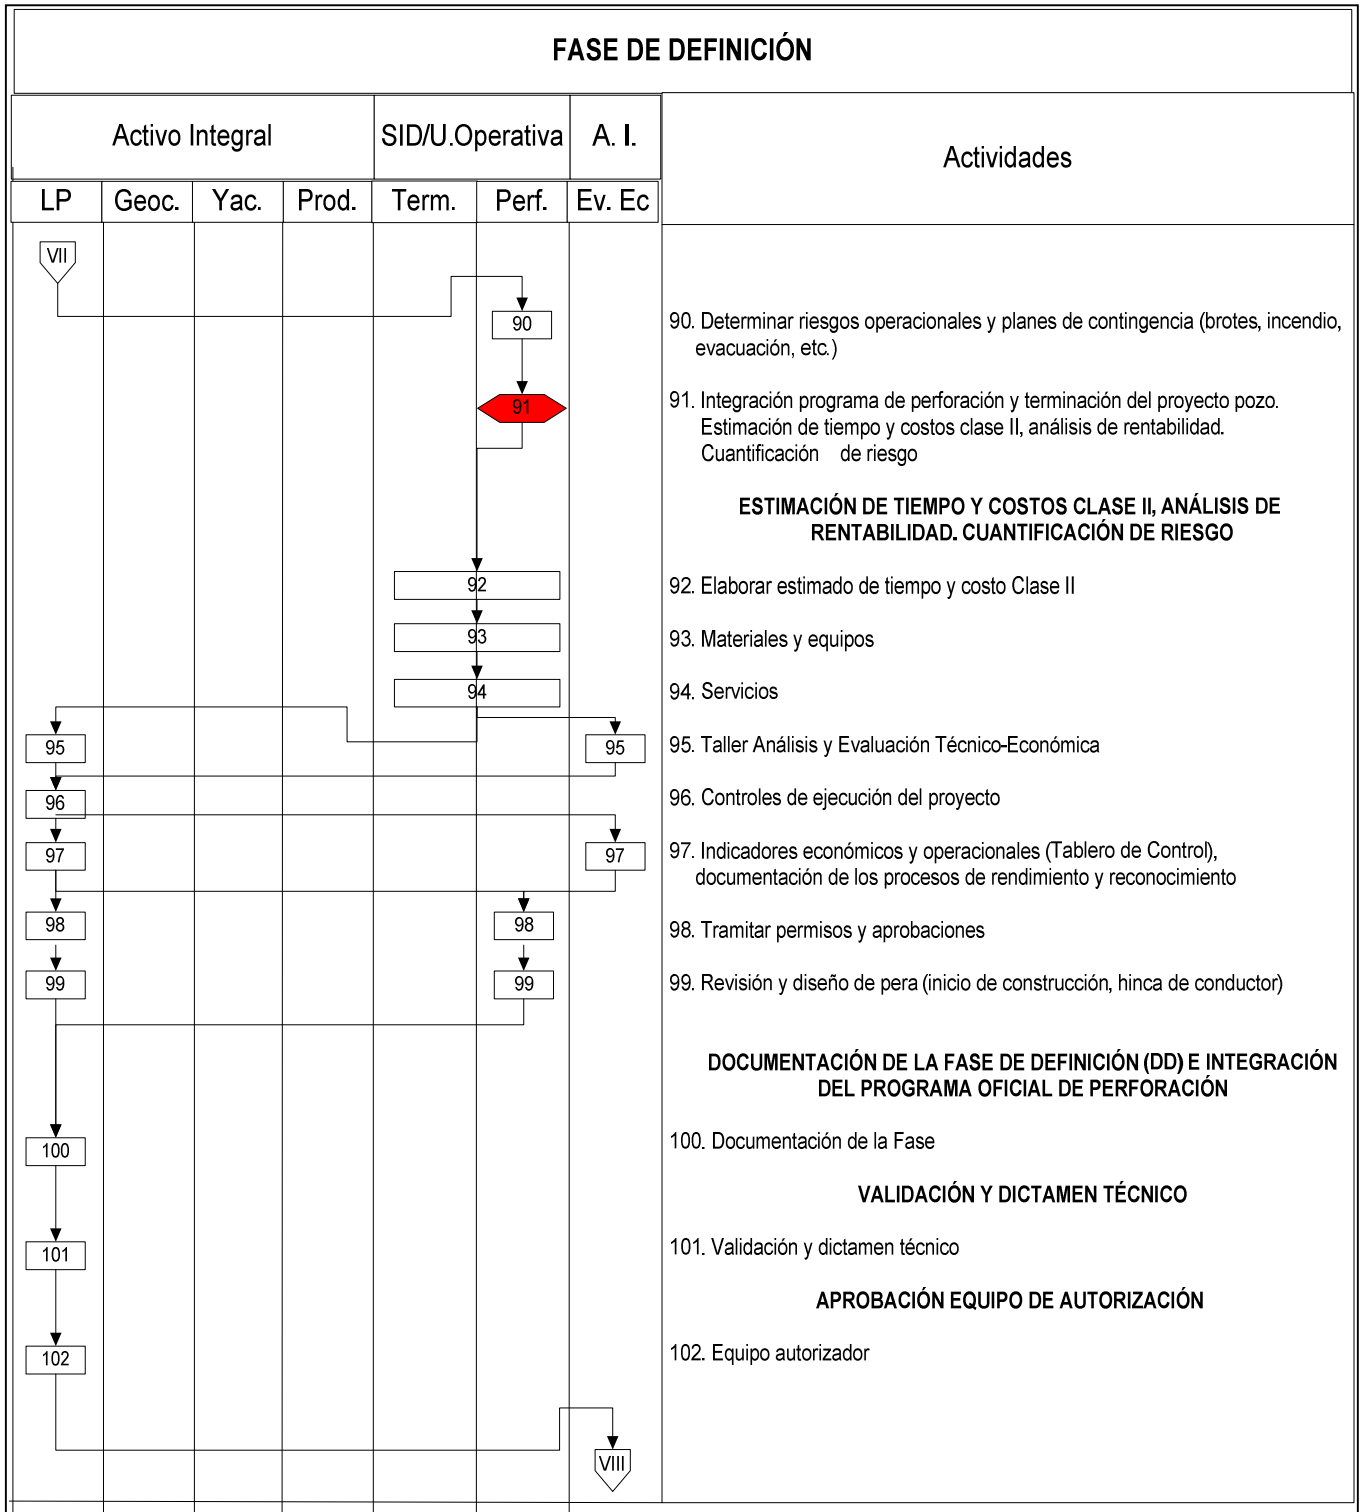 FASE DE DEFINICIÓN
Activo Integral
SID/U.Operativa
A. I.
Actividades
LP
Geoc.
Yac.
Prod.
Term.
Perf.
Ev. Ec
VII
90
90. Determinar riesgos operacionales y planes de contingencia (brotes, incendio,
evacuación, etc.)
91
91. Integración programa de perforación y terminación del proyecto pozo.
Estimación de tiempo y costos clase II, análisis de rentabilidad.
Cuantificación de riesgo
ESTIMACIÓN DE TIEMPO Y COSTOS CLASE II, ANÁLISIS DE
RENTABILIDAD. CUANTIFICACIÓN DE RIESGO
92
92. Elaborar estimado de tiempo y costo Clase II
93
93. Materiales y equipos
94
94. Servicios
95
95
95. Taller Análisis y Evaluación Técnico-Económica
96
96. Controles de ejecución del proyecto
97
97
97. Indicadores económicos y operacionales (Tablero de Control),
documentación de los procesos de rendimiento y reconocimiento
98
98
98. Tramitar permisos y aprobaciones
99
99
99. Revisión y diseño de pera (inicio de construcción, hinca de conductor)
DOCUMENTACIÓN DE LA FASE DE DEFINICIÓN (DD) E INTEGRACIÓN
DEL PROGRAMA OFICIAL DE PERFORACIÓN
100
100. Documentación de la Fase
VALIDACIÓN Y DICTAMEN TÉCNICO
101
101. Validación y dictamen técnico
APROBACIÓN EQUIPO DE AUTORIZACIÓN
102
102. Equipo autorizador
VIII